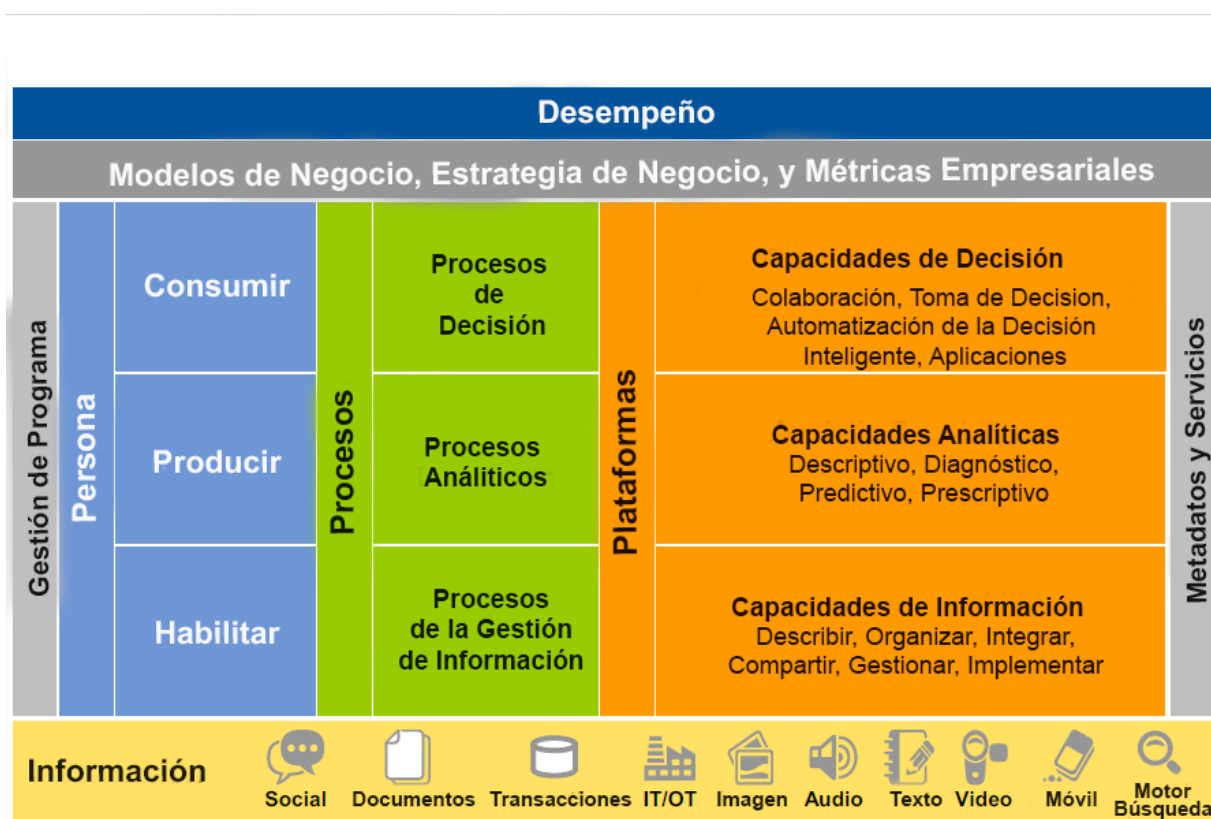 Desempeño
Modelos de Negocio, Estrategia de Negocio, y Métricas Empresariales
Gestión de Programa
Persona
Consumir
Producir
Habilitar
Procesos
Procesos
de
Decisión
Procesos
Análiticos
Procesos
de la Gestión
de Información
Plataformas
Capacidades de Decisión
Colaboración, Toma de Decision,
Automatización de la Decisión
Inteligente, Aplicaciones
Capacidades Analíticas
Descriptivo, Diagnóstico,
Predictivo, Prescriptivo
Capacidades de Información
Describir, Organizar, Integrar,
Compartir, Gestionar, Implementar
Metadatos y Servicios
Información
Social
Documentos
Transacciones
IT/OT
Imagen
Audio
Texto
Video
Móvil
Motor
Búsqueda